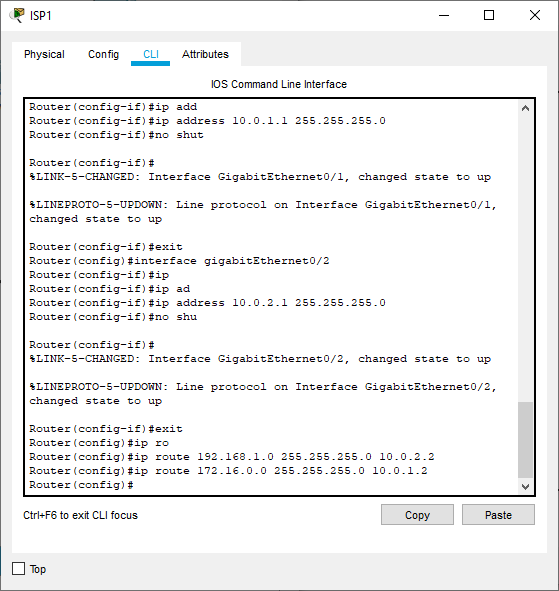 ISP1
Physical Config CLI Attributes
IOS Command Line Interface
Router(config-if)#ip add
Router(config-if)#ip address 10.0.1.1 255.255.255.0
Router(config-if)#no shut
Router(config-if)#
%LINK-5-CHANGED: Interface GigabitEthernet0/1, changed state to up
%LINEPROTO-5-UPDOWN: Line protocol on Interface GigabitEthernet0/1,
changed state to up
Router(config-if)#exit
Router(config)#interface gigabitEthernet0/2
Router(config-if)#ip
Router(config-if)#ip ad
Router(config-if)#ip address 10.0.2.1 255.255.255.0
Router(config-if)#no shu
Router(config-if)#
%LINK-5-CHANGED: Interface GigabitEthernet0/2, changed state to up
%LINEPROTO-5-UPDOWN: Line protocol on Interface GigabitEthernet0/2,
changed state to up
Router(config-if)#exit
Router(config)#ip ro
Router(config)#ip route 192.168.1.0 255.255.255.0 10.0.2.2
Router(config)#ip route 172.16.0.0 255.255.255.0 10.0.1.2
Router(config)#
Ctrl+F6 to exit CLI focus
Copy Paste
Top